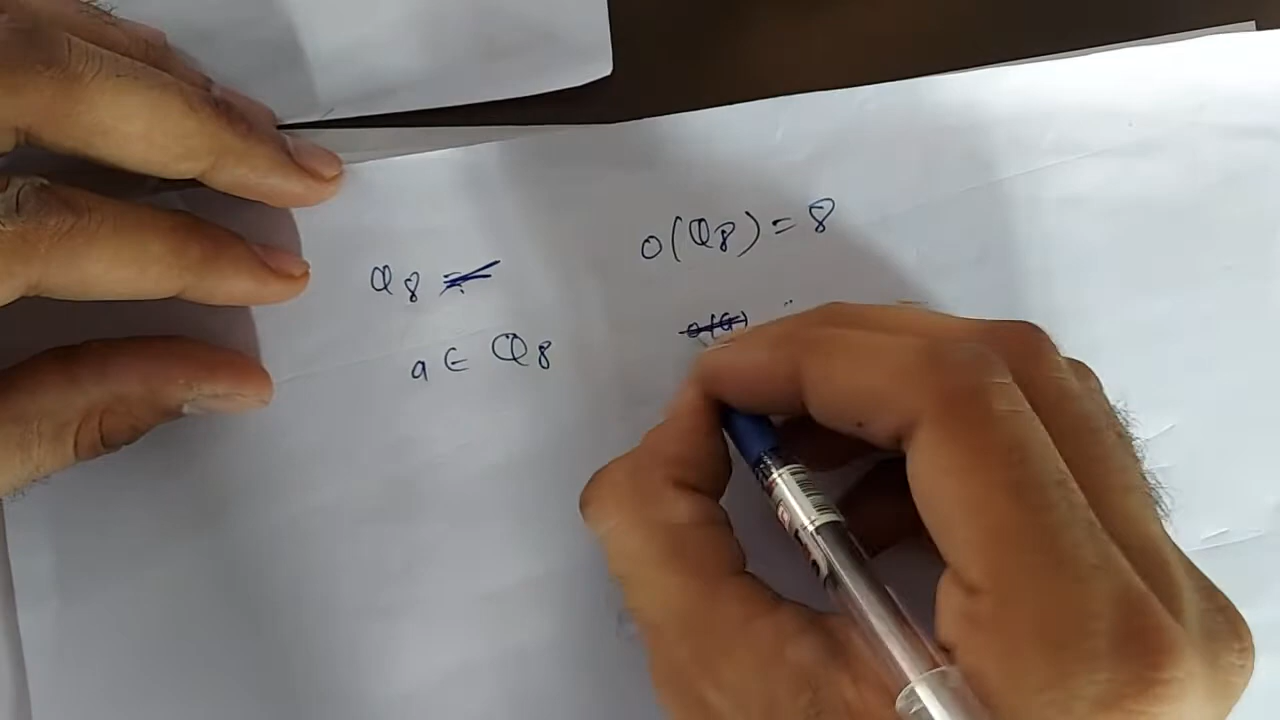 O(Q8) = 8
Q8 =
a ∈ Q8
O(G)